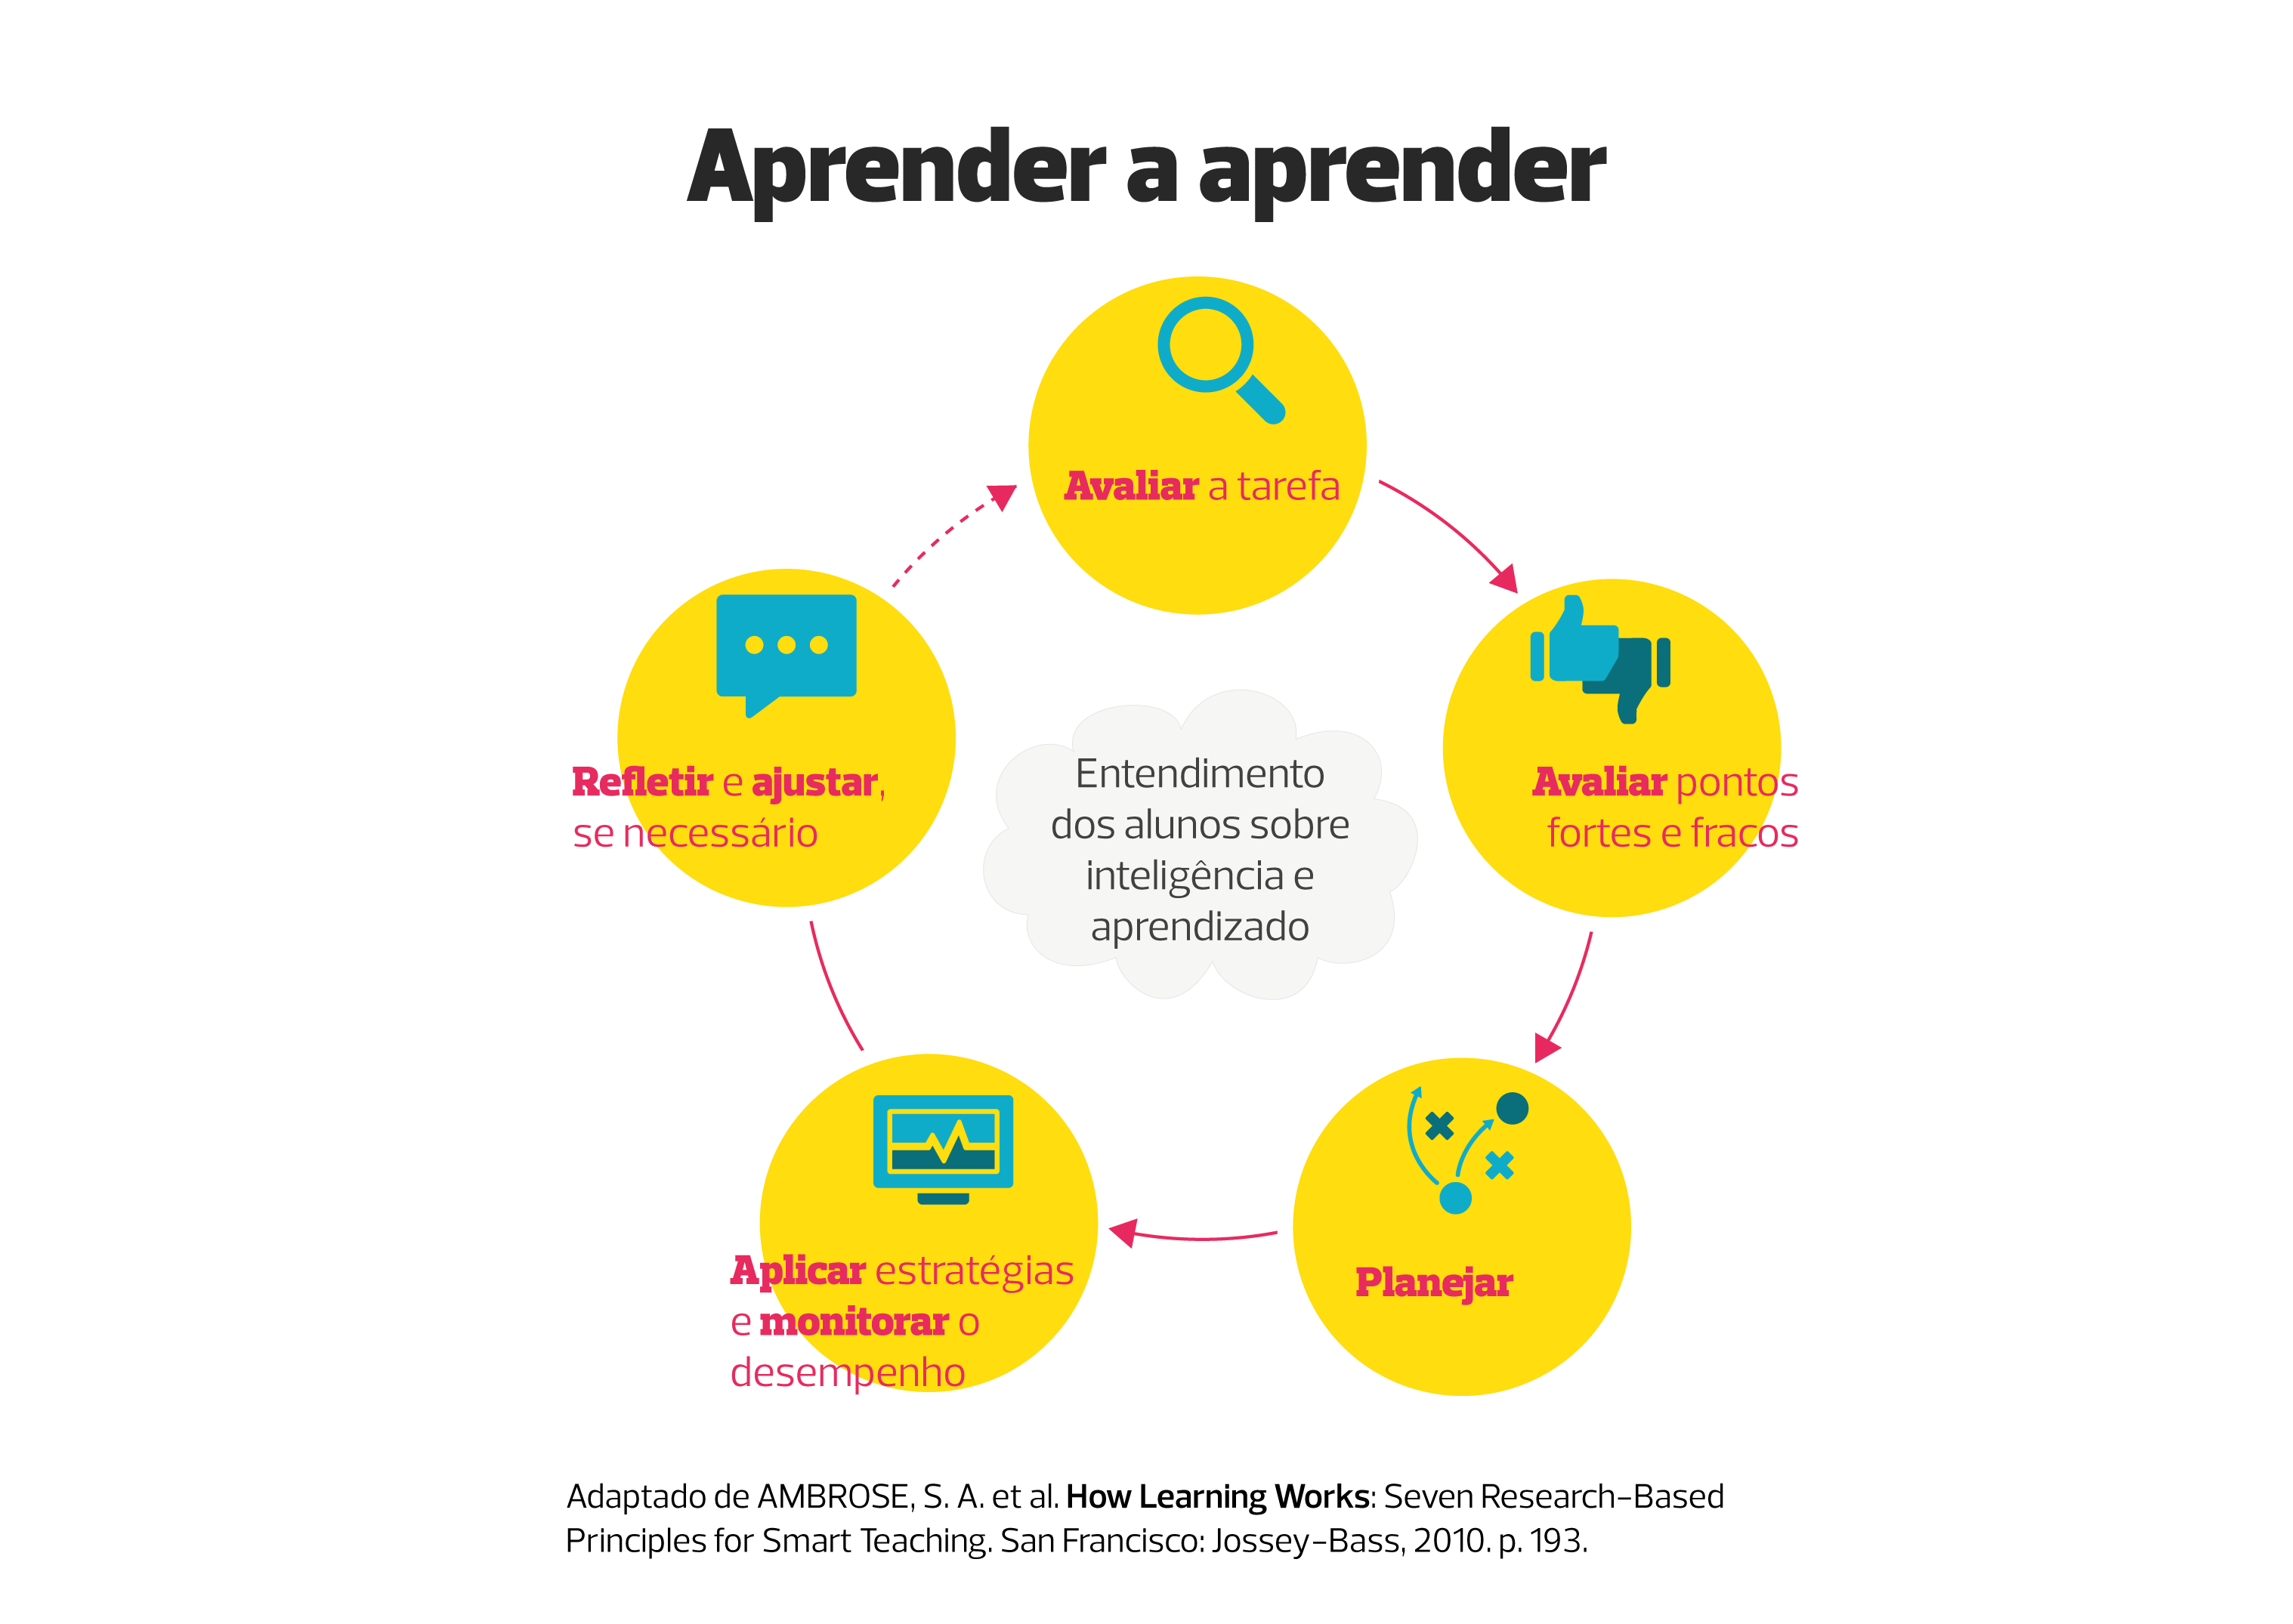 Aprender a aprender
Avaliar a tarefa
Avaliar pontos
fortes e fracos
Planejar
Aplicar estratégias
e monitorar o
desempenho
Refletir e ajustar,
se necessário
Entendimento
dos alunos sobre
inteligência e
aprendizado
Adaptado de AMBROSE, S. A. et al. How Learning Works: Seven Research-Based
Principles for Smart Teaching. San Francisco: Jossey-Bass, 2010. p. 193.